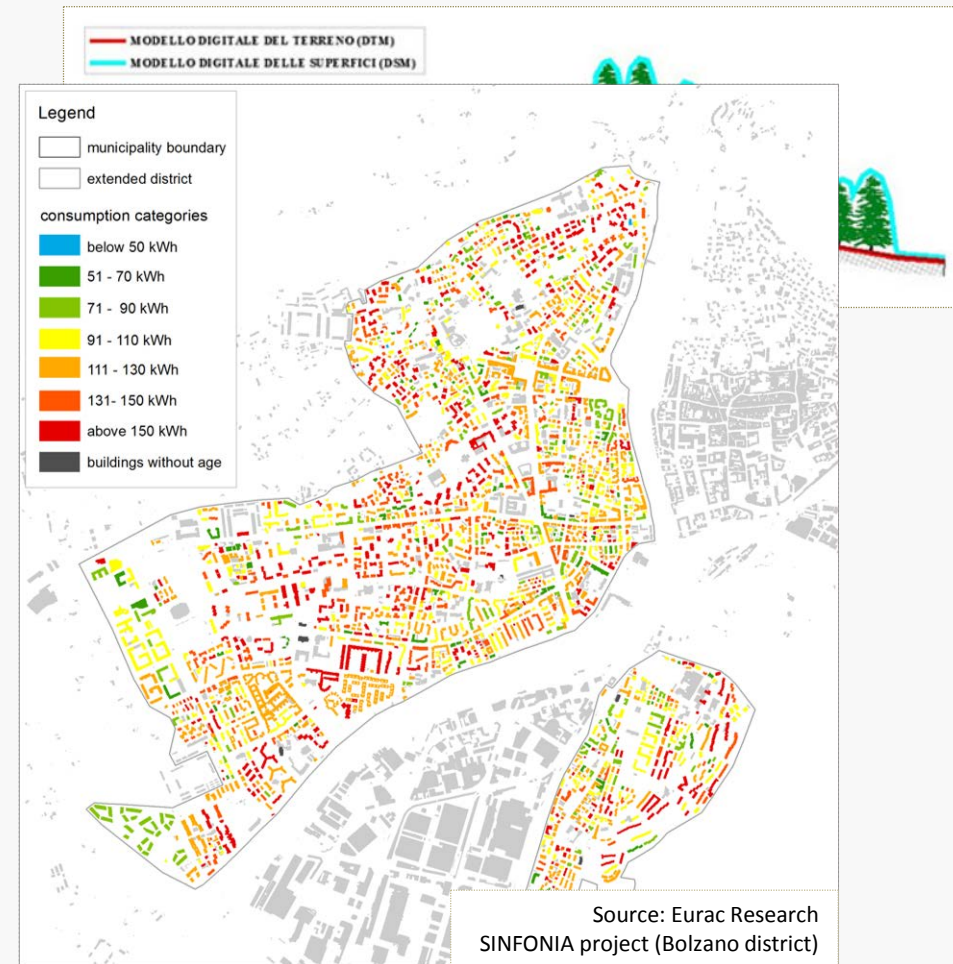 MODELLO DIGITALE DEL TERRENO (DTM)
MODELLO DIGITALE DELLE SUPERFICI (DSM)
Legend
municipality boundary
extended district
consumption categories
below 50 kWh
51 - 70 kWh
71 - 90 kWh
91 - 110 kWh
111 - 130 kWh
131- 150 kWh
above 150 kWh
buildings without age
Source: Eurac Research
SINFONIA project (Bolzano district)